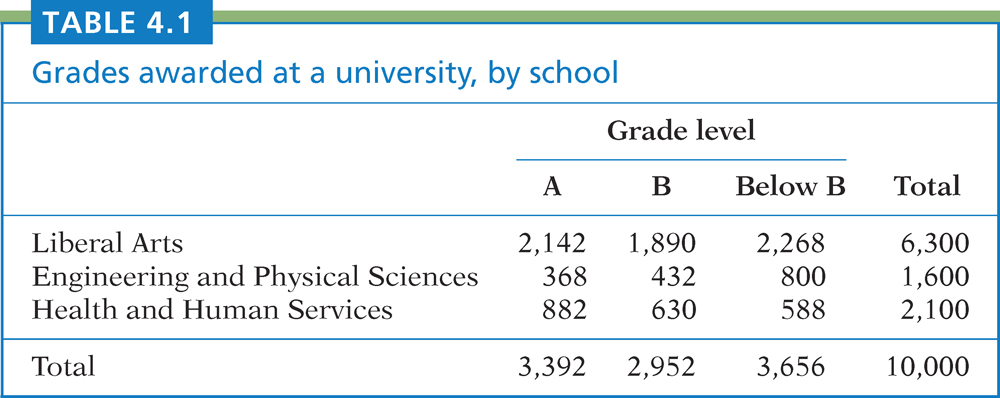 TABLE 4.1
Grades awarded at a university, by school
Grade level
A B Below B Total
Liberal Arts 2,142 1,890 2,268 6,300
Engineering and Physical Sciences 368 432 800 1,600
Health and Human Services 882 630 588 2,100
Total 3,392 2,952 3,656 10,000